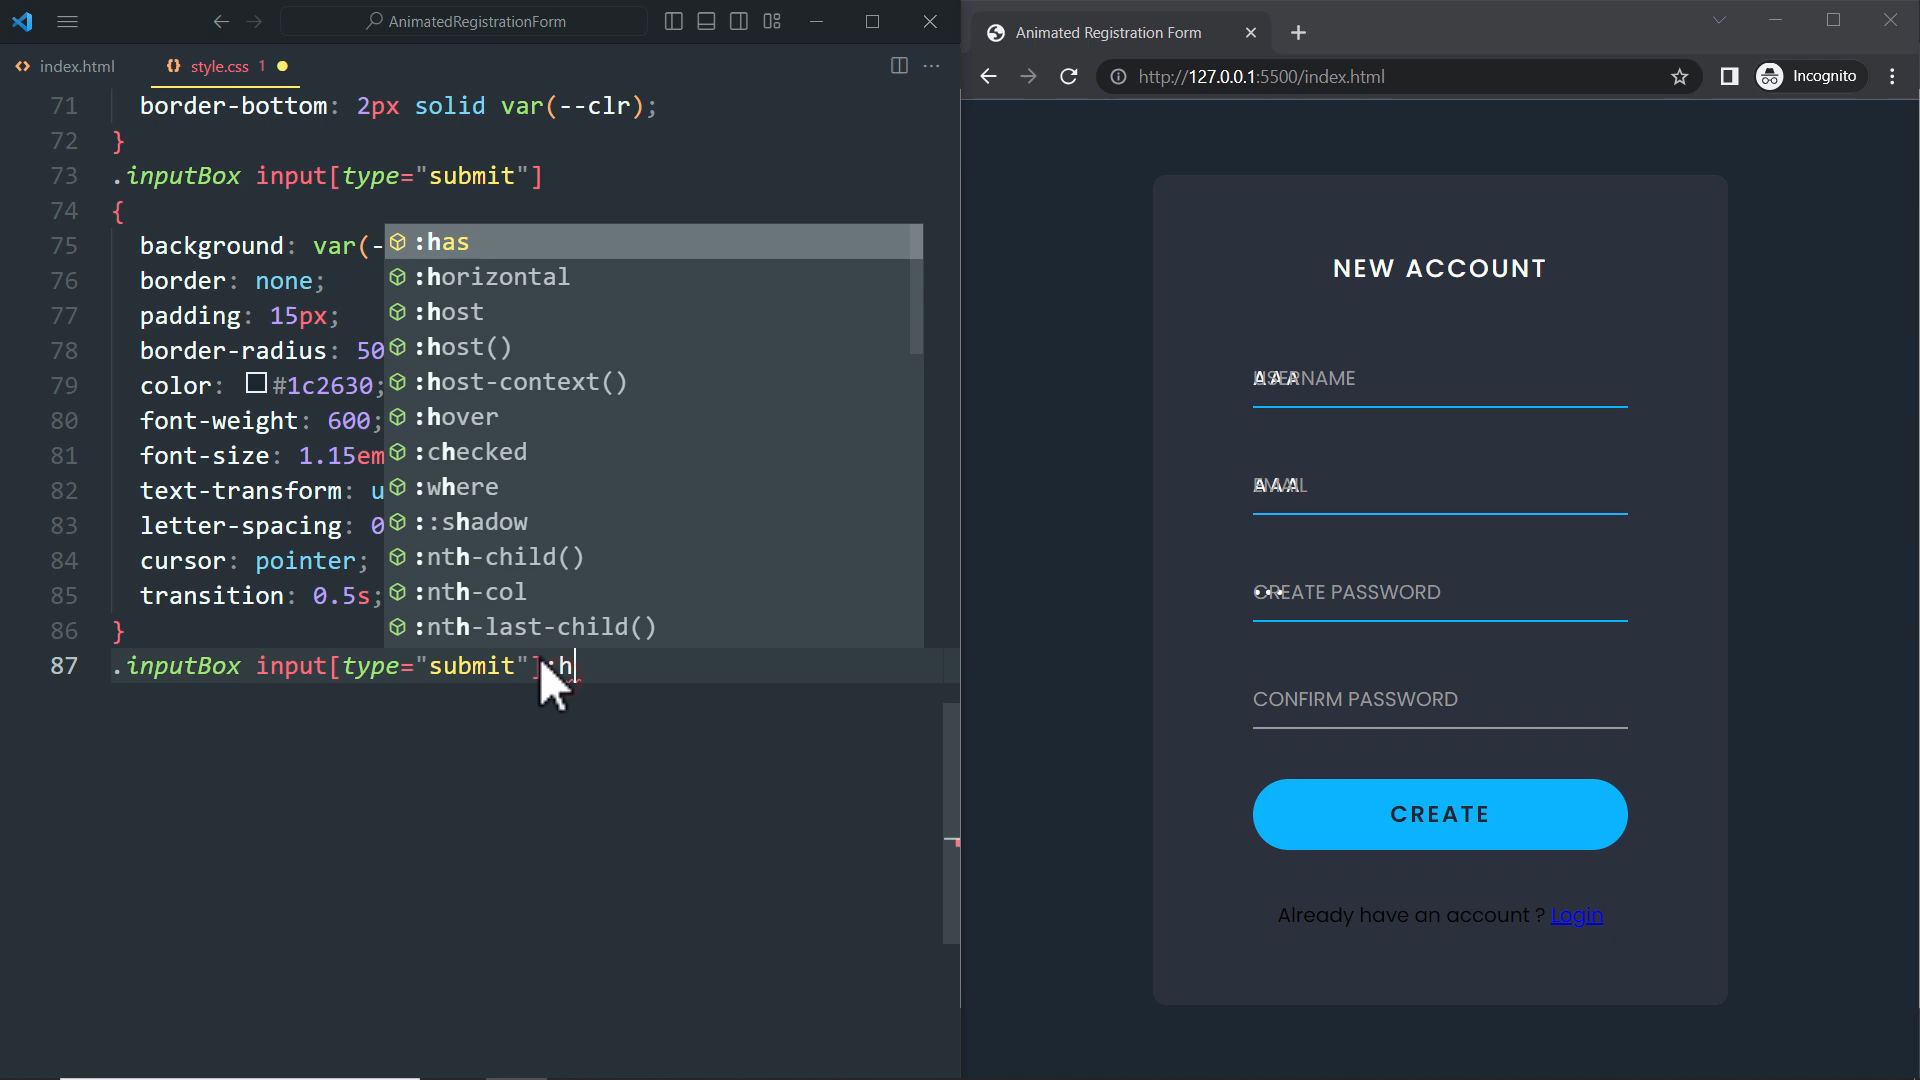 AnimatedRegistrationForm
index.html
style.css 1
71 border-bottom: 2px solid var(--clr);
72 }
73 .inputBox input[type="submit"]
74 {
75 background: var(-
76 border: none;
77 padding: 15px;
78 border-radius: 50
79 color: #1c2630;
80 font-weight: 600;
81 font-size: 1.15em
82 text-transform: u
83 letter-spacing: 0
84 cursor: pointer;
85 transition: 0.5s;
86 }
87 .inputBox input[type="submit"]:h
:has
:horizontal
:host
:host()
:host-context()
:hover
:checked
:where
::shadow
:nth-child()
:nth-col
:nth-last-child()
Animated Registration Form
http://127.0.0.1:5500/index.html
Incognito
NEW ACCOUNT
USERNAME
AAA
EMAIL
AAA
CREATE PASSWORD
•••
CONFIRM PASSWORD
CREATE
Already have an account ? Login